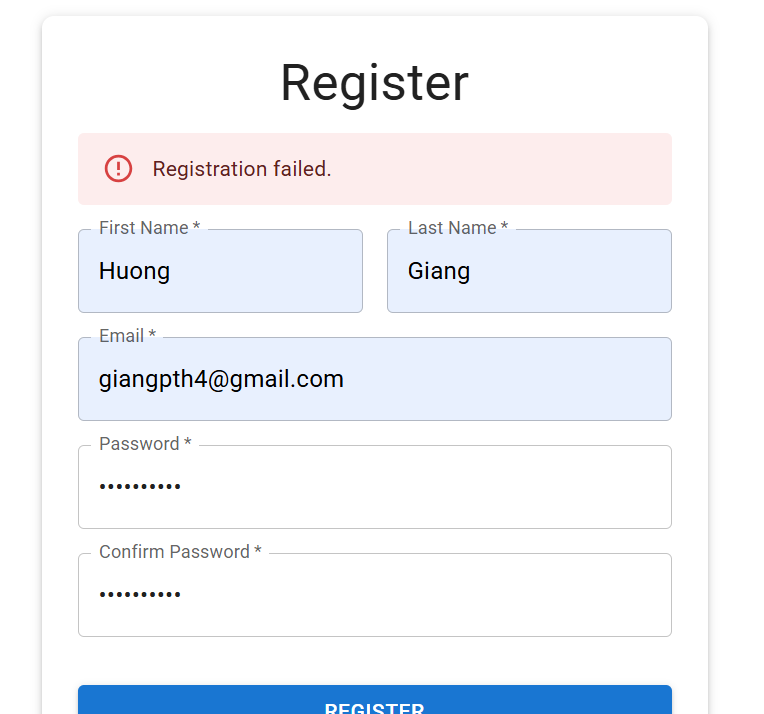 Register
Registration failed.
First Name *
Last Name *
Huong
Giang
Email *
giangpth4@gmail.com
Password *
••••••••••
Confirm Password *
••••••••••
REGISTER